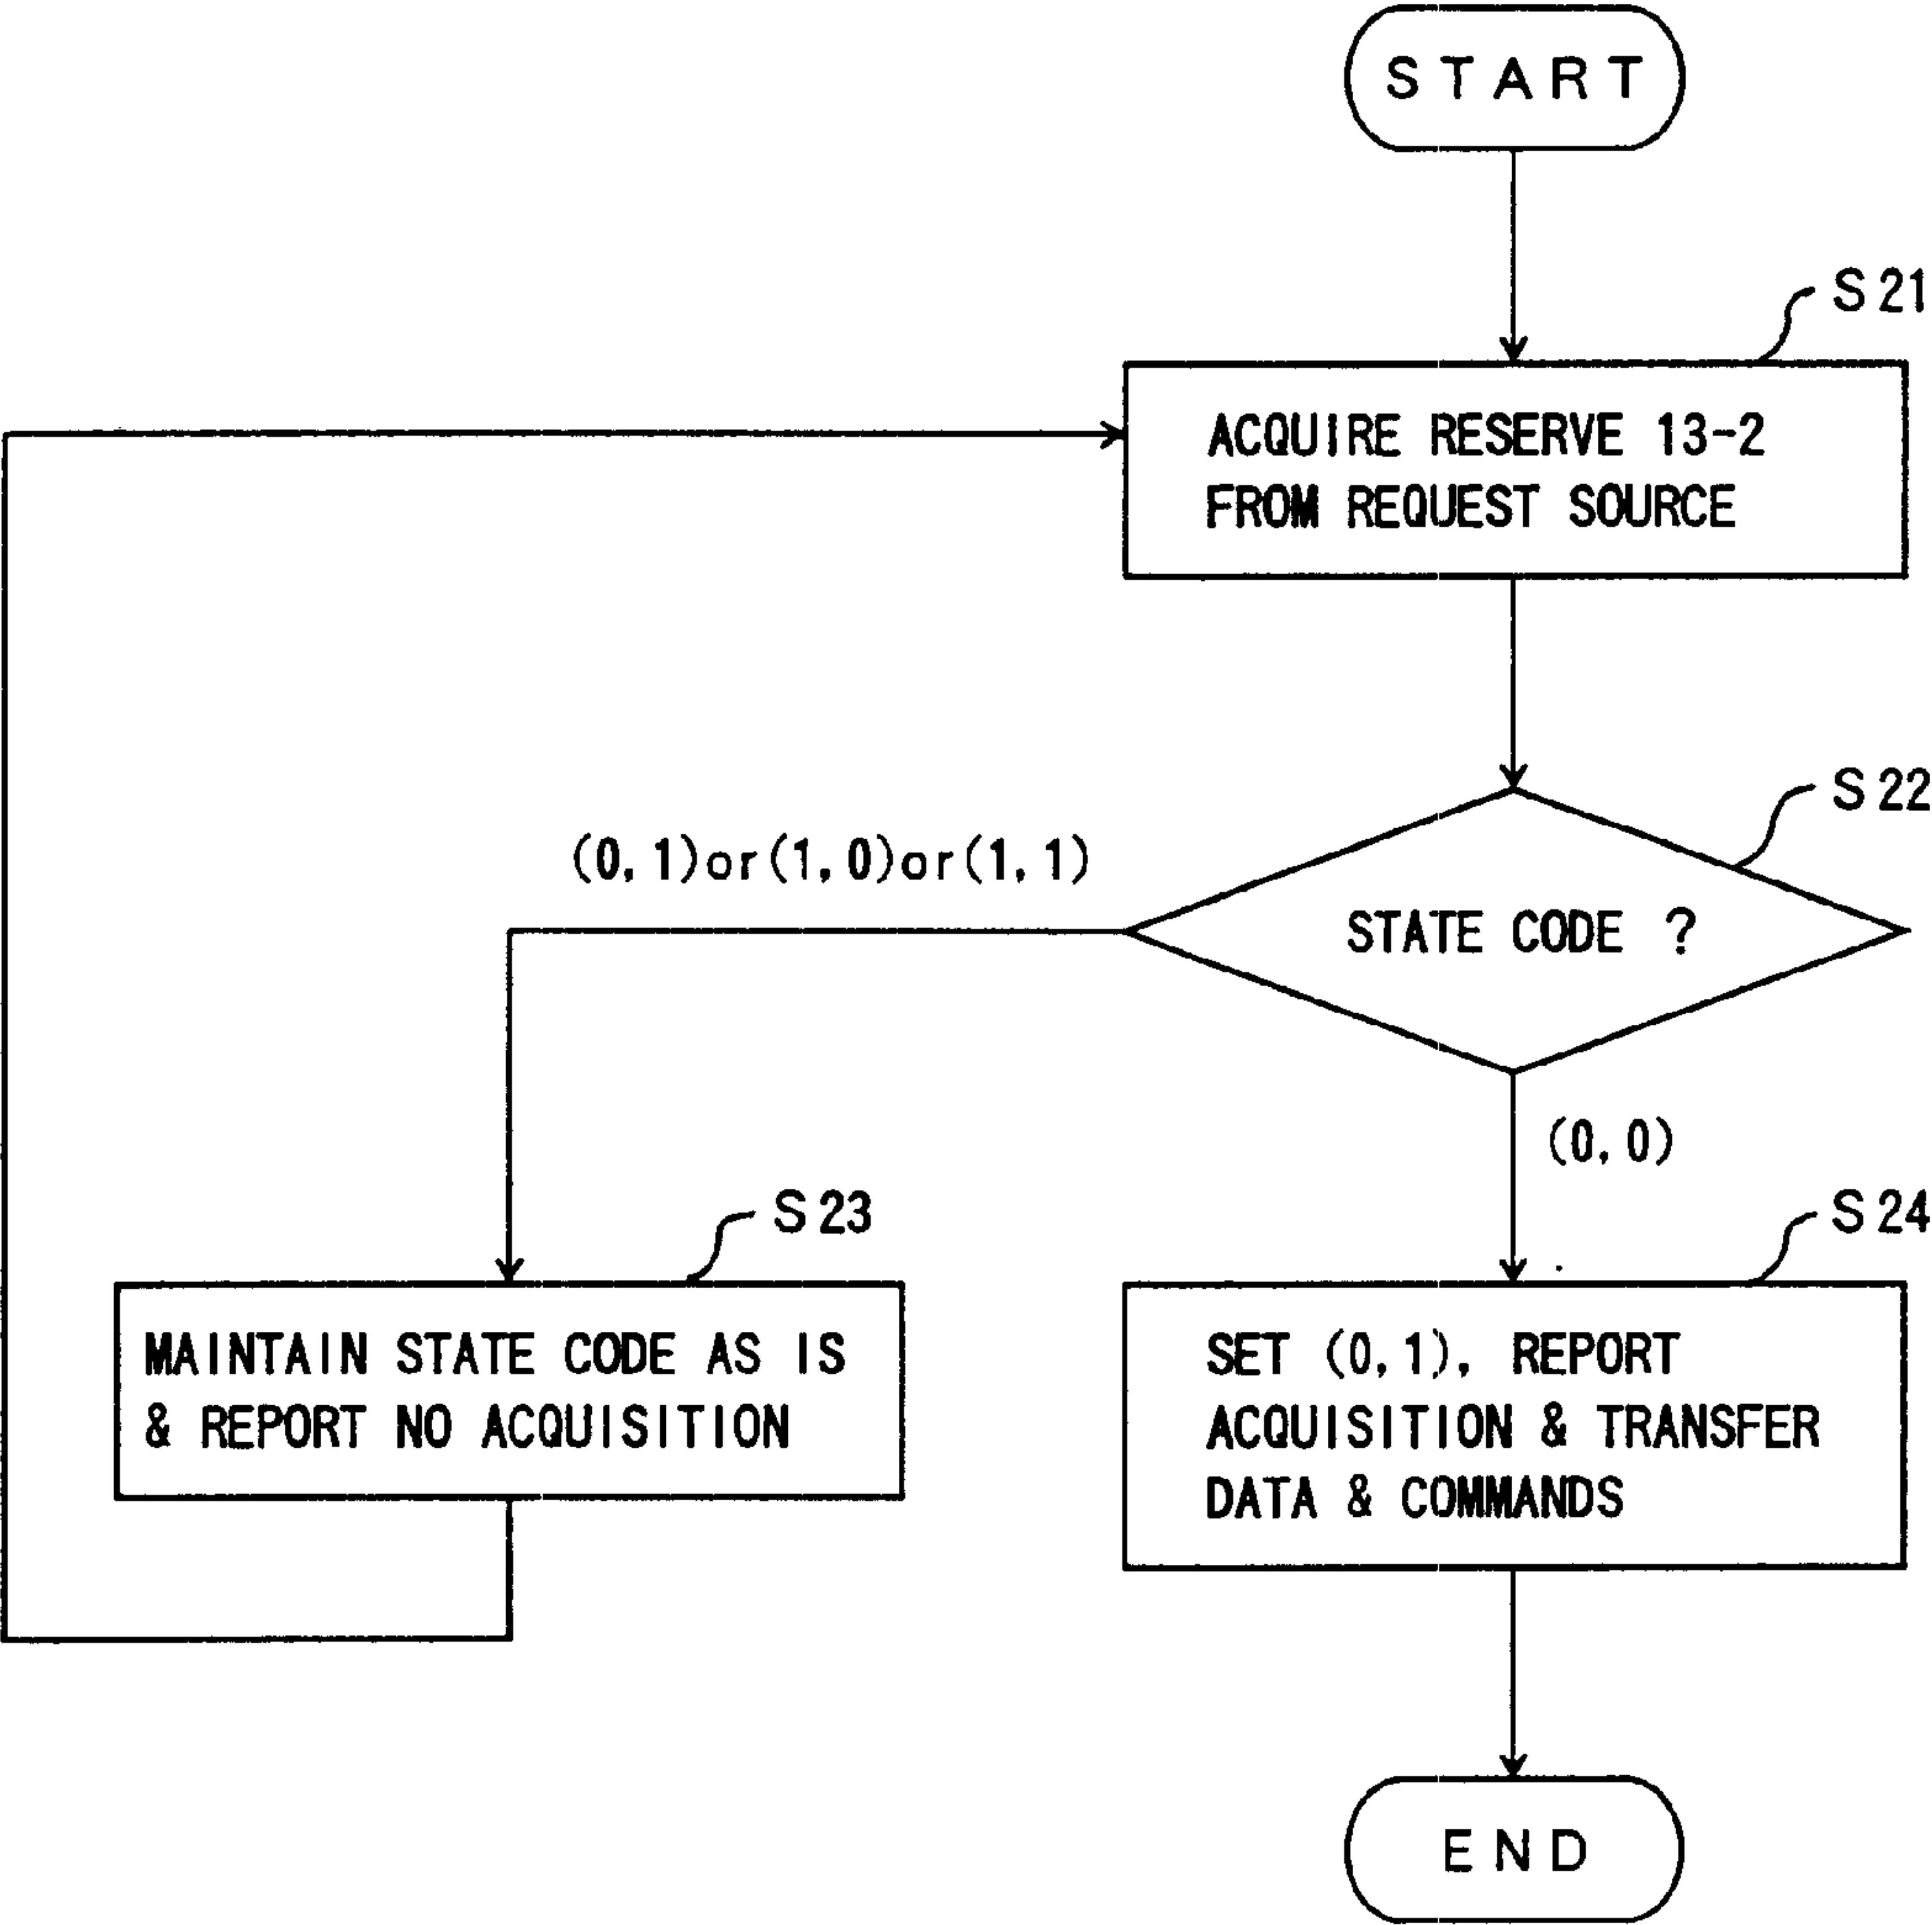 START
S21
ACQUIRE RESERVE 13-2
FROM REQUEST SOURCE
S22
(0,1)or(1,0)or(1,1)
STATE CODE ?
(0,0)
S23
S24
MAINTAIN STATE CODE AS IS
& REPORT NO ACQUISITION
SET (0,1), REPORT
ACQUISITION & TRANSFER
DATA & COMMANDS
END